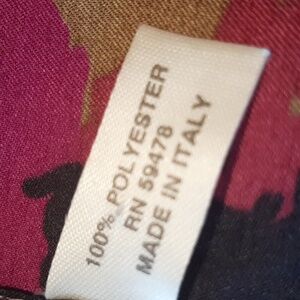 100% POLYESTER
RN 59478
MADE IN ITALY